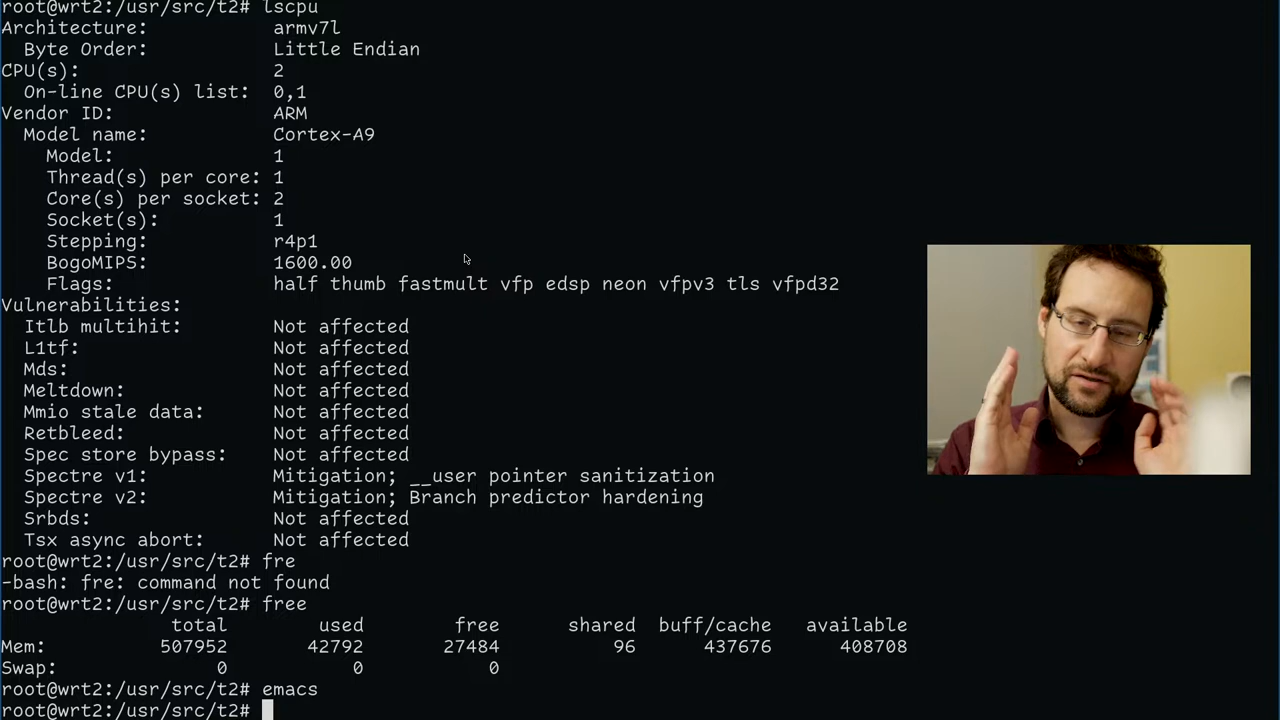 root@wrt2:/usr/src/t2# lscpu
Architecture: armv7l
Byte Order: Little Endian
CPU(s): 2
On-line CPU(s) list: 0,1
Vendor ID: ARM
Model name: Cortex-A9
Model: 1
Thread(s) per core: 1
Core(s) per socket: 2
Socket(s): 1
Stepping: r4p1
BogoMIPS: 1600.00
Flags: half thumb fastmult vfp edsp neon vfpv3 tls vfpd32
Vulnerabilities:
Itlb multihit: Not affected
L1tf: Not affected
Mds: Not affected
Meltdown: Not affected
Mmio stale data: Not affected
Retbleed: Not affected
Spec store bypass: Not affected
Spectre v1: Mitigation; __user pointer sanitization
Spectre v2: Mitigation; Branch predictor hardening
Srbds: Not affected
Tsx async abort: Not affected
root@wrt2:/usr/src/t2# fre
-bash: fre: command not found
root@wrt2:/usr/src/t2# free
total used free shared buff/cache available
Mem: 507952 42792 27484 96 437676 408708
Swap: 0 0 0
root@wrt2:/usr/src/t2# emacs
root@wrt2:/usr/src/t2#